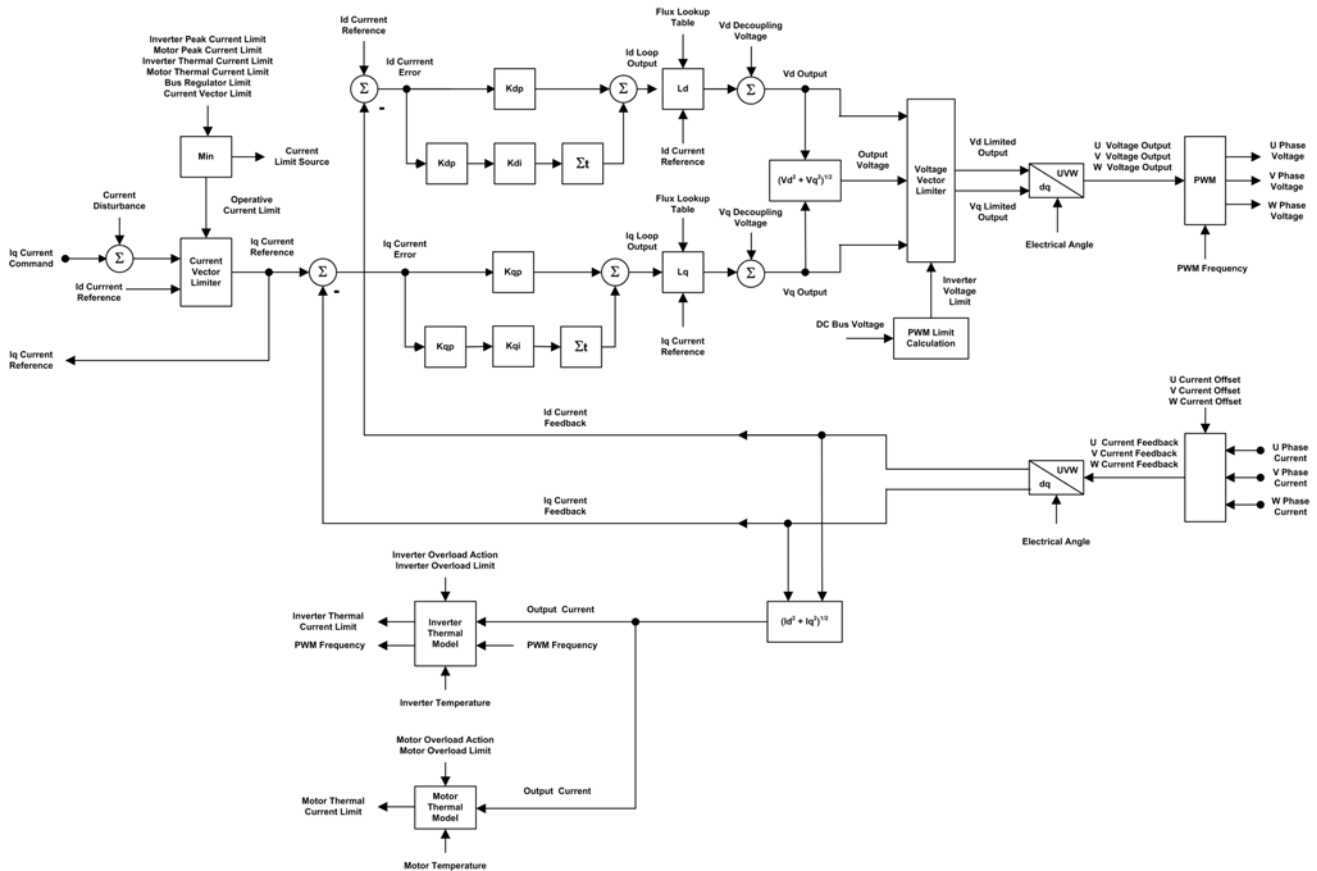 Inverter Peak Current Limit
Motor Peak Current Limit
Inverter Thermal Current Limit
Motor Thermal Current Limit
Bus Regulator Limit
Current Vector Limit
Min
Current
Limit Source
Operative
Current Limit
Current
Disturbance
Σ
Iq Current
Command
Id Currrent
Reference
Current
Vector
Limiter
Iq Current
Reference
Iq Current
Reference
Id Currrent
Reference
Σ
-
Id Currrent
Error
Kdp
Kdp
Kdi
Σt
Σ
Id Loop
Output
Flux Lookup
Table
Ld
Id Current
Reference
Vd Decoupling
Voltage
Σ
Vd Output
Σ
-
Iq Current
Error
Kqp
Kqp
Kqi
Σt
Σ
Iq Loop
Output
Flux Lookup
Table
Lq
Iq Current
Reference
Vq Decoupling
Voltage
Σ
Vq Output
(Vd² + Vq²)1/2
Output
Voltage
Voltage
Vector
Limiter
Inverter
Voltage
Limit
DC Bus Voltage
PWM Limit
Calculation
Vd Limited
Output
Vq Limited
Output
UVW
dq
Electrical Angle
U Voltage Output
V Voltage Output
W Voltage Output
PWM
PWM Frequency
U Phase
Voltage
V Phase
Voltage
W Phase
Voltage
U Current Offset
V Current Offset
W Current Offset
U Phase
Current
V Phase
Current
W Phase
Current
U Current Feedback
V Current Feedback
W Current Feedback
UVW
dq
Electrical Angle
Id Current
Feedback
Iq Current
Feedback
(Id² + Iq²)1/2
Inverter Overload Action
Inverter Overload Limit
Inverter Thermal
Current Limit
PWM Frequency
Inverter
Thermal
Model
Output Current
PWM Frequency
Inverter Temperature
Motor Overload Action
Motor Overload Limit
Motor Thermal
Current Limit
Motor
Thermal
Model
Output Current
Motor Temperature